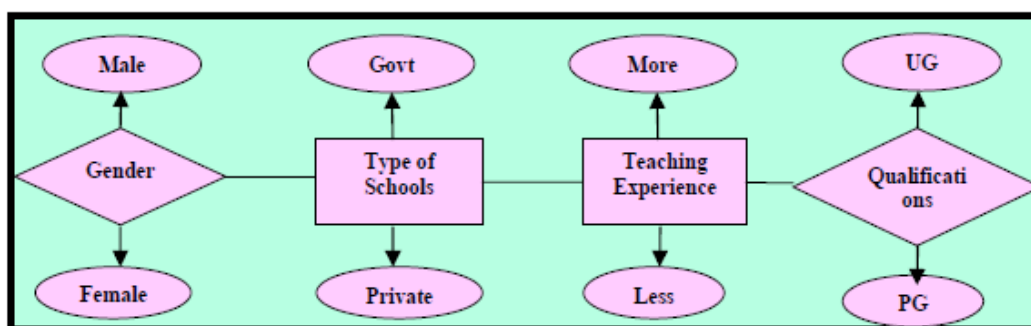 Male
Govt
More
UG
Gender
Type of
Schools
Teaching
Experience
Qualificati
ons
Female
Private
Less
PG